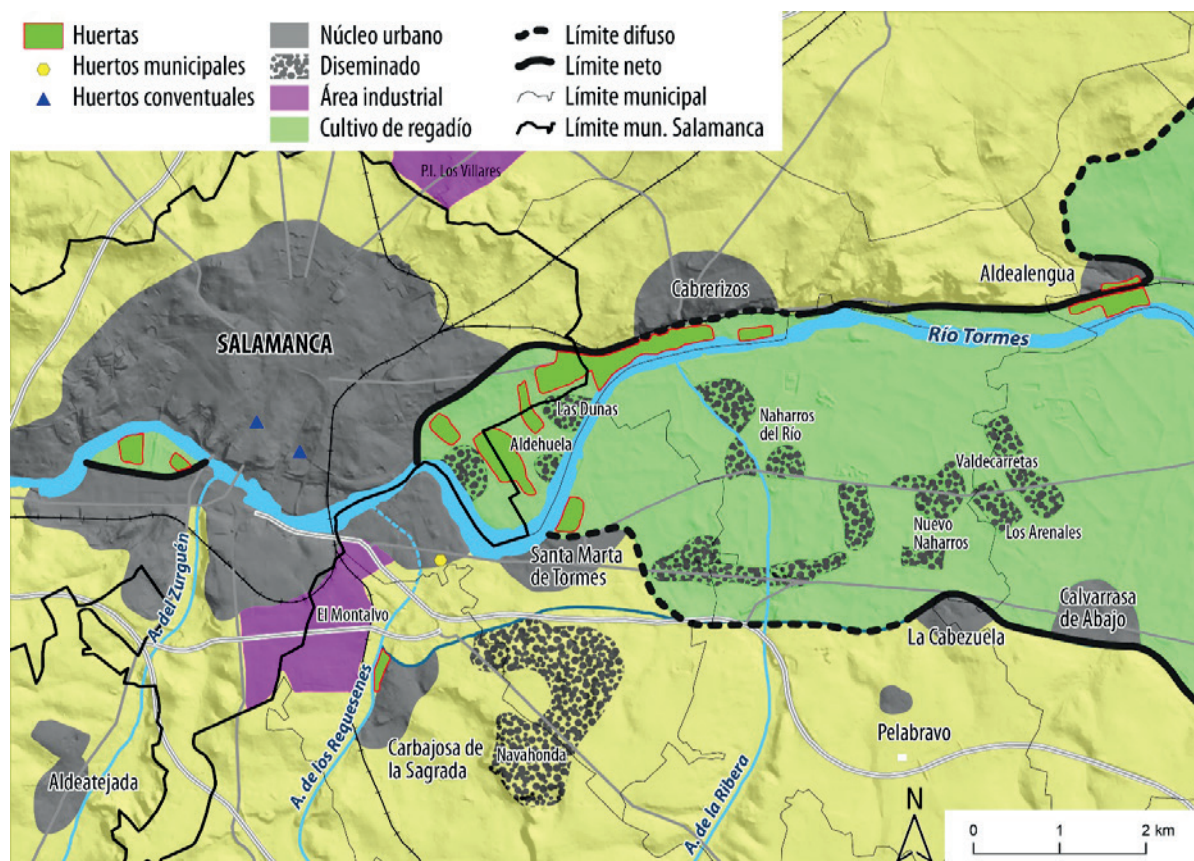 Huertas
Huertos municipales
Huertos conventuales
Núcleo urbano
Diseminado
Área industrial
Cultivo de regadío
Límite difuso
Límite neto
Límite municipal
Límite mun. Salamanca
P.I. Los Villares
Cabrerizos
Aldealengua
SALAMANCA
Río Tormes
Las Dunas
Naharros
del Río
Aldehuela
Valdecarretas
Nuevo
Naharros
Los Arenales
Santa Marta
de Tormes
A. del Zurguén
El Montalvo
Calvarrasa
de Abajo
La Cabezuela
A. de los Requesenes
Carbajosa de
la Sagrada
Navahonda
Pelabravo
Aldeatejada
A. de la Ribera
N
0 1 2 km